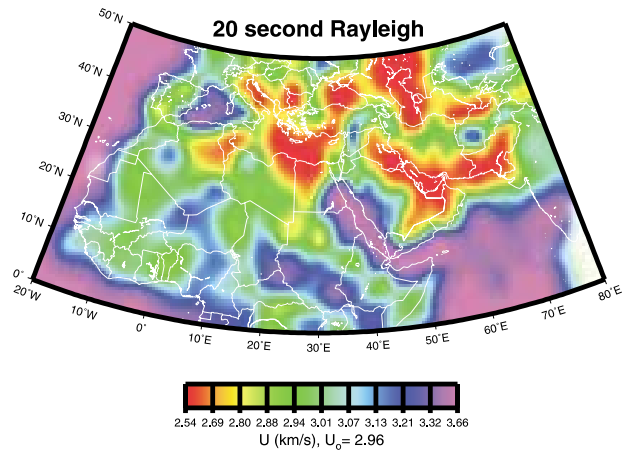 20 second Rayleigh
50°N
40°N
30°N
20°N
10°N
0°
20°W
10°W
0°
10°E
20°E
30°E
40°E
50°E
60°E
70°E
80°E
2.54 2.69 2.80 2.88 2.94 3.01 3.07 3.13 3.21 3.32 3.66
U (km/s), Uo= 2.96